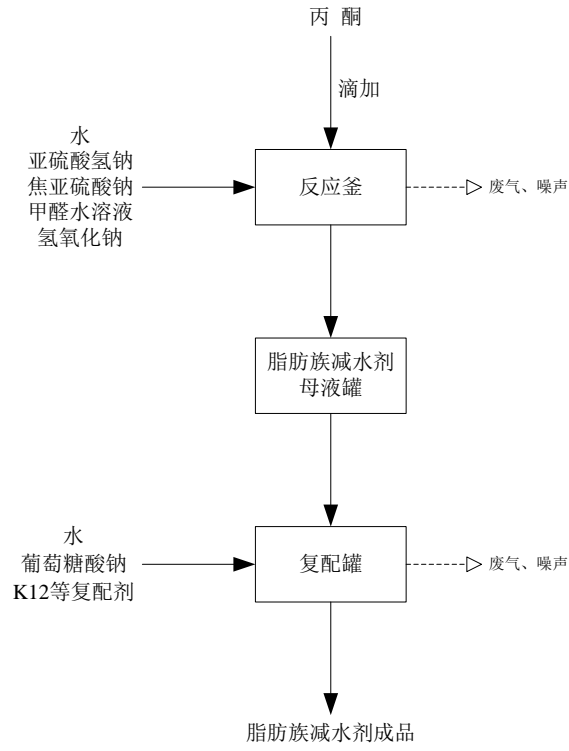 丙 酮
滴加
水
亚硫酸氢钠
焦亚硫酸钠
甲醛水溶液
氢氧化钠
反应釜
废气、噪声
脂肪族减水剂
母液罐
水
葡萄糖酸钠
K12等复配剂
复配罐
废气、噪声
脂肪族减水剂成品